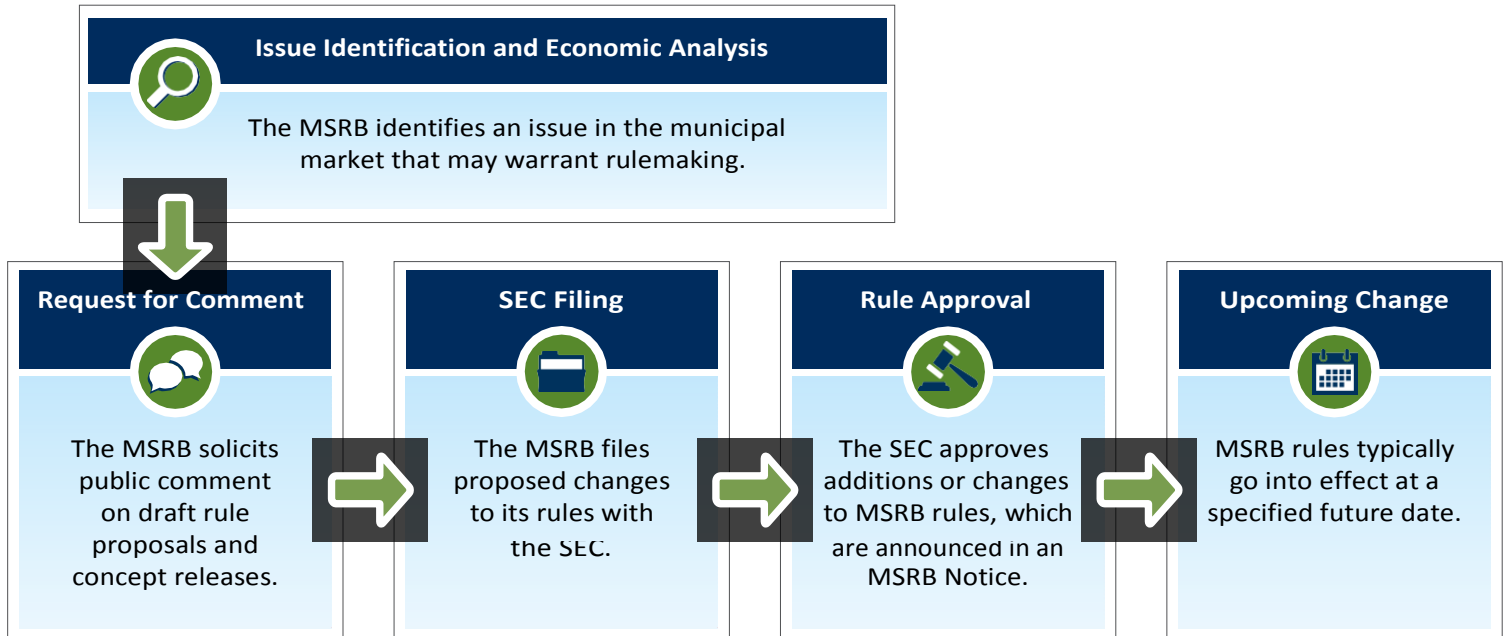 Issue Identification and Economic Analysis
The MSRB identifies an issue in the municipal
market that may warrant rulemaking.
Request for Comment
The MSRB solicits
public comment
on draft rule
proposals and
concept releases.
SEC Filing
The MSRB files
proposed changes
to its rules with
the SEC.
Rule Approval
The SEC approves
additions or changes
to MSRB rules, which
are announced in an
MSRB Notice.
Upcoming Change
MSRB rules typically
go into effect at a
specified future date.